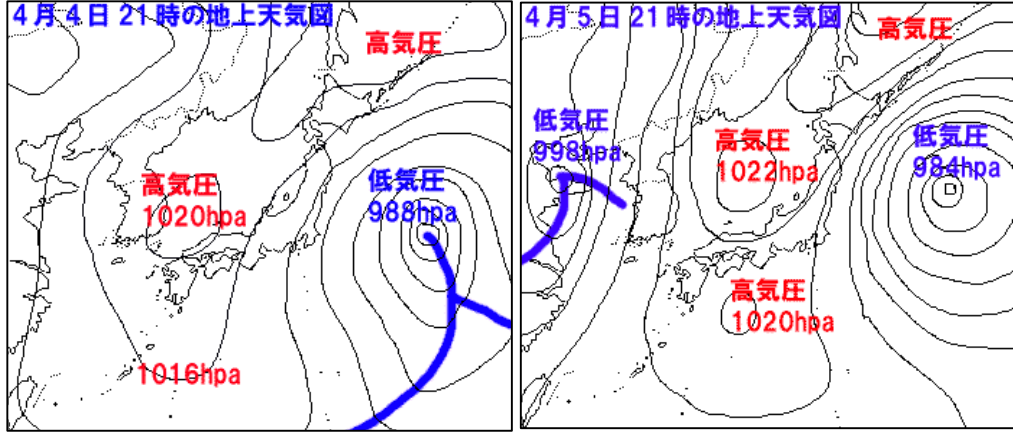 ４月４日２１時の地上天気図
高気圧
高気圧
1020hpa
低気圧
988hpa
1016hpa
４月５日２１時の地上天気図
高気圧
低気圧
998hpa
高気圧
1022hpa
低気圧
984hpa
高気圧
1020hpa